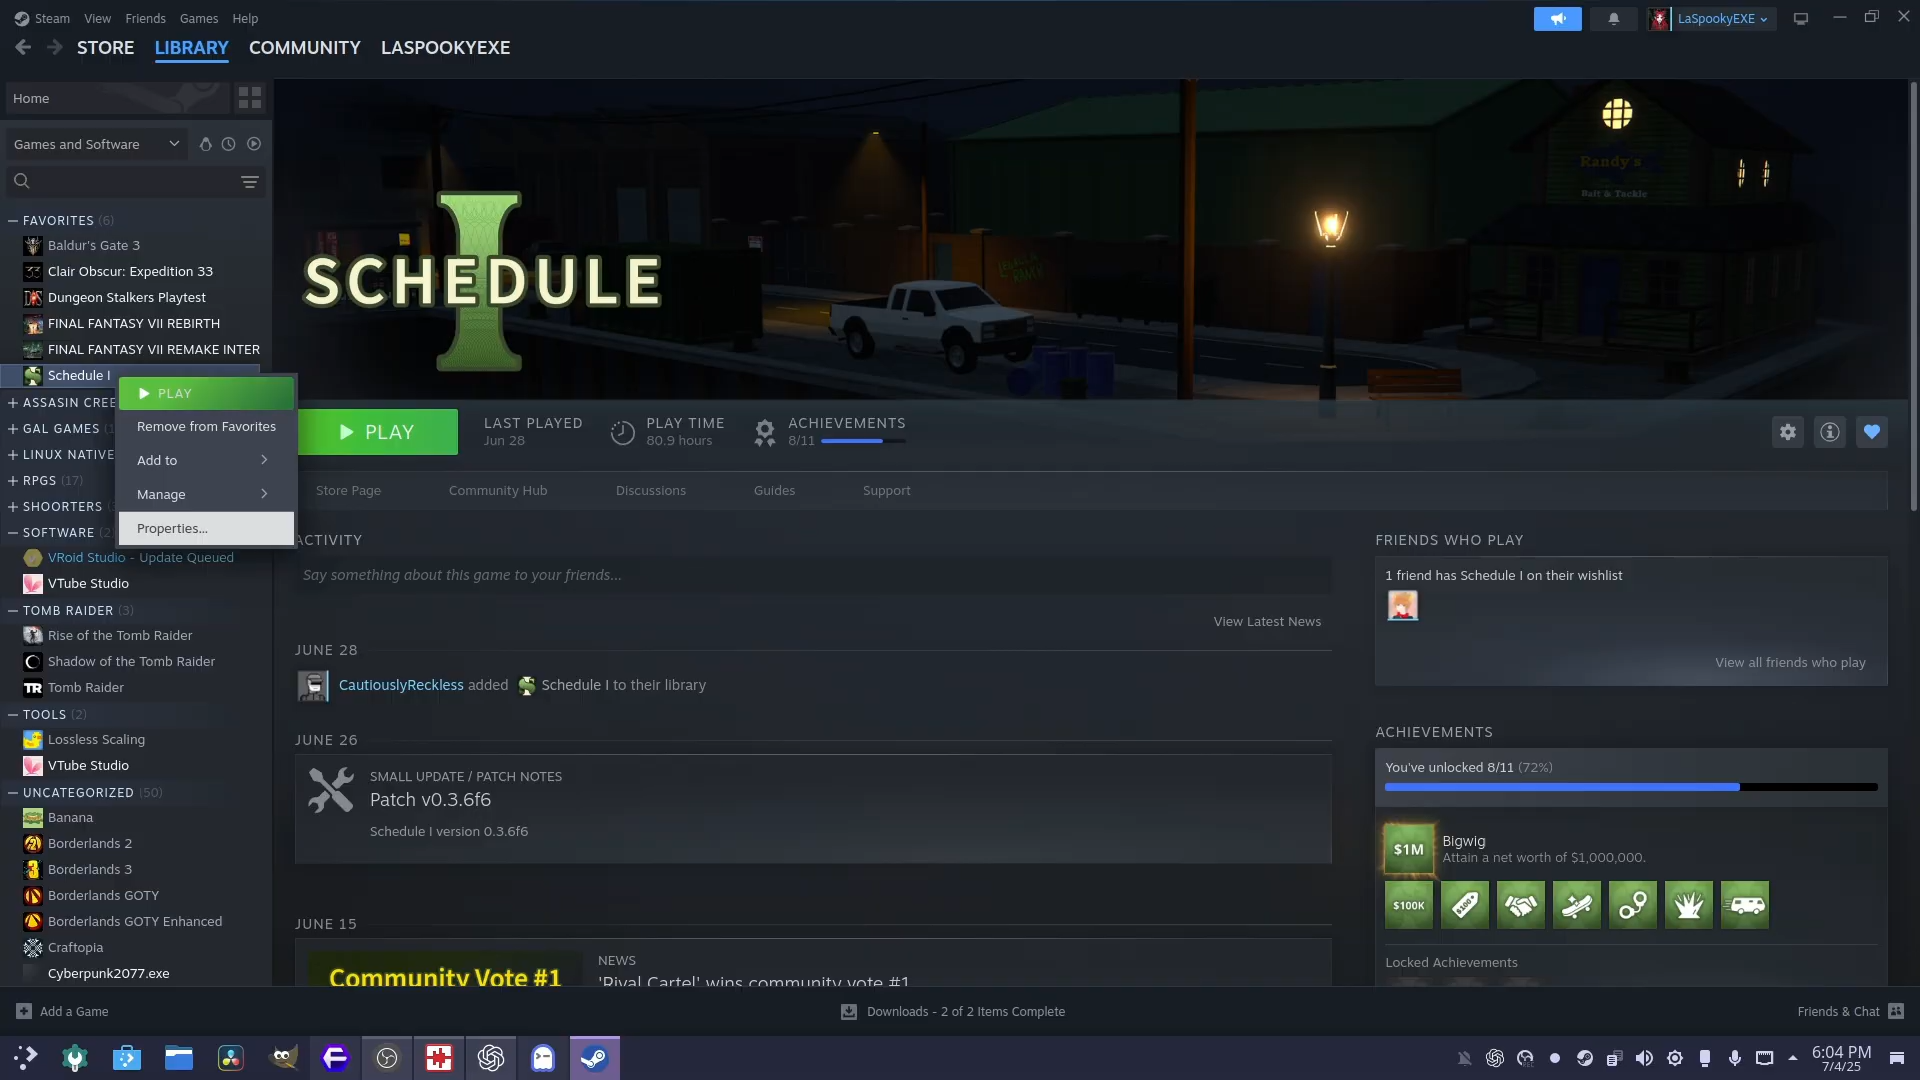 Steam View Friends Games Help
LaSpookyEXE
STORE LIBRARY COMMUNITY LASPOOKYEXE
Home
Games and Software
FAVORITES (6)
Baldur's Gate 3
Clair Obscur: Expedition 33
Dungeon Stalkers Playtest
FINAL FANTASY VII REBIRTH
FINAL FANTASY VII REMAKE INTER
Schedule I
ASSASIN CREE
GAL GAMES (1
LINUX NATIVE
RPGS (17)
SHOORTERS (
SOFTWARE (2
VRoid Studio - Update Queued
VTube Studio
TOMB RAIDER (3)
Rise of the Tomb Raider
Shadow of the Tomb Raider
Tomb Raider
TOOLS (2)
Lossless Scaling
VTube Studio
UNCATEGORIZED (50)
Banana
Borderlands 2
Borderlands 3
Borderlands GOTY
Borderlands GOTY Enhanced
Craftopia
Cyberpunk2077.exe
PLAY
Remove from Favorites
Add to
Manage
Properties...
SCHEDULE I
Randy's
Bait & Tackle
PLAY
LAST PLAYED
Jun 28
PLAY TIME
80.9 hours
ACHIEVEMENTS
8/11
Store Page Community Hub Discussions Guides Support
ACTIVITY
Say something about this game to your friends...
View Latest News
JUNE 28
CautiouslyReckless added Schedule I to their library
JUNE 26
SMALL UPDATE / PATCH NOTES
Patch v0.3.6f6
Schedule I version 0.3.6f6
JUNE 15
Community Vote #1
NEWS
'Rival Cartel' wins community vote #1
FRIENDS WHO PLAY
1 friend has Schedule I on their wishlist
View all friends who play
ACHIEVEMENTS
You've unlocked 8/11 (72%)
$1M
Bigwig
Attain a net worth of $1,000,000.
$100K
$100
Locked Achievements
Add a Game
Downloads - 2 of 2 Items Complete
Friends & Chat
6:04 PM
7/4/25